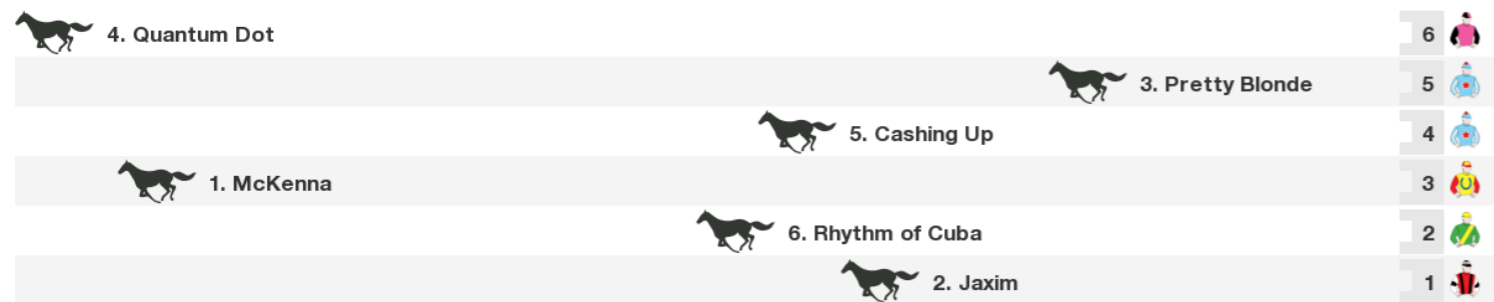 4. Quantum Dot 6
3. Pretty Blonde 5
5. Cashing Up 4
1. McKenna 3
6. Rhythm of Cuba 2
2. Jaxim 1